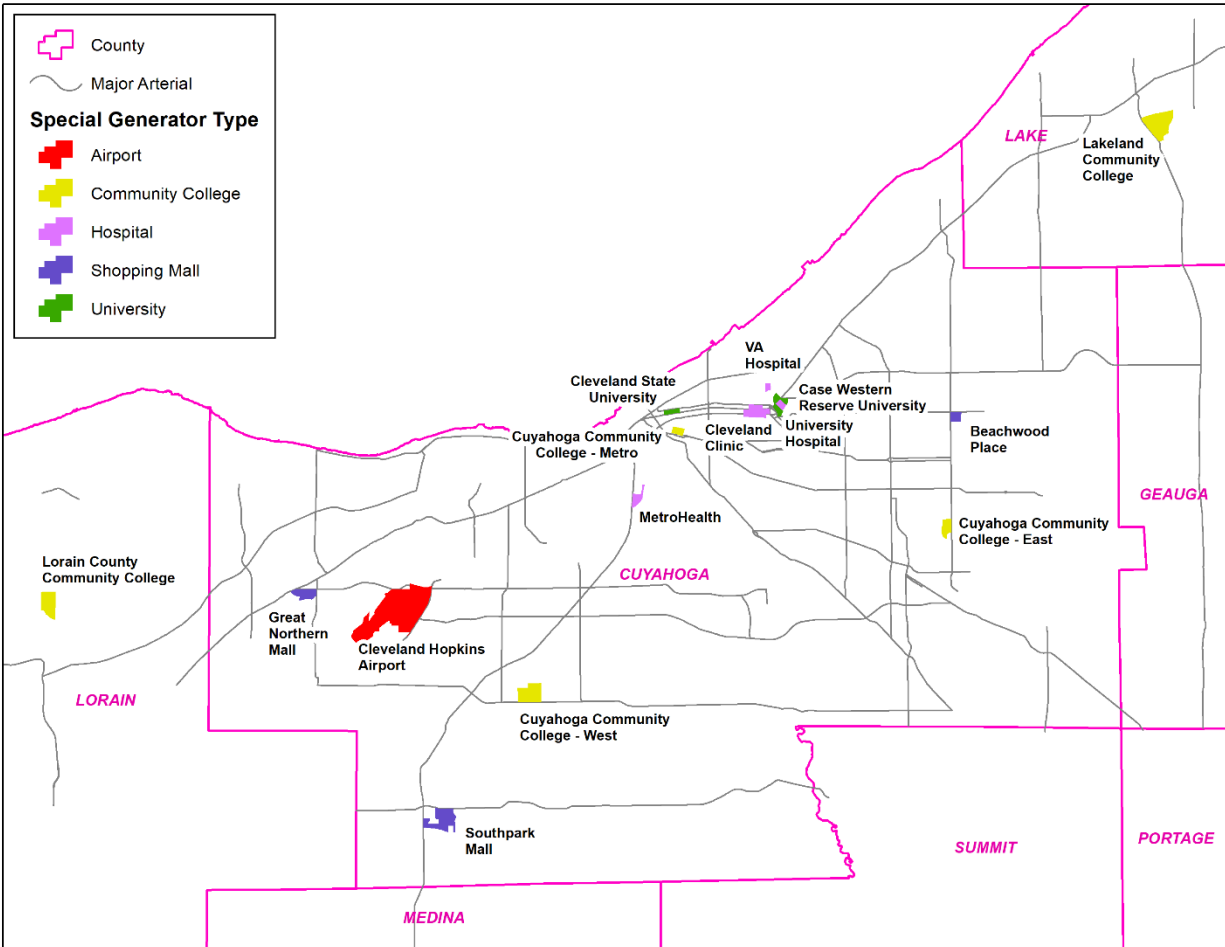 County
Major Arterial
Special Generator Type
Airport
Community College
Hospital
Shopping Mall
University
LAKE
Lakeland
Community
College
VA
Hospital
Cleveland State
University
Case Western
Reserve University
University
Hospital
Cleveland
Clinic
Beachwood
Place
Cuyahoga Community
College - Metro
GEAUGA
MetroHealth
Cuyahoga Community
College - East
Lorain County
Community College
CUYAHOGA
Great
Northern
Mall
Cleveland Hopkins
Airport
LORAIN
Cuyahoga Community
College - West
Southpark
Mall
SUMMIT
PORTAGE
MEDINA